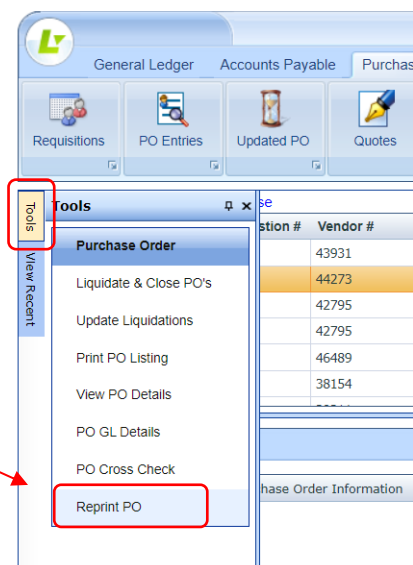 General Ledger Accounts Payable Purchas
Requisitions PO Entries Updated PO Quotes
Tools
View Recent
Tools
Purchase Order
Liquidate & Close PO's
Update Liquidations
Print PO Listing
View PO Details
PO GL Details
PO Cross Check
Reprint PO
se
stion # Vendor #
43931
44273
42795
42795
46489
38154
hase Order Information